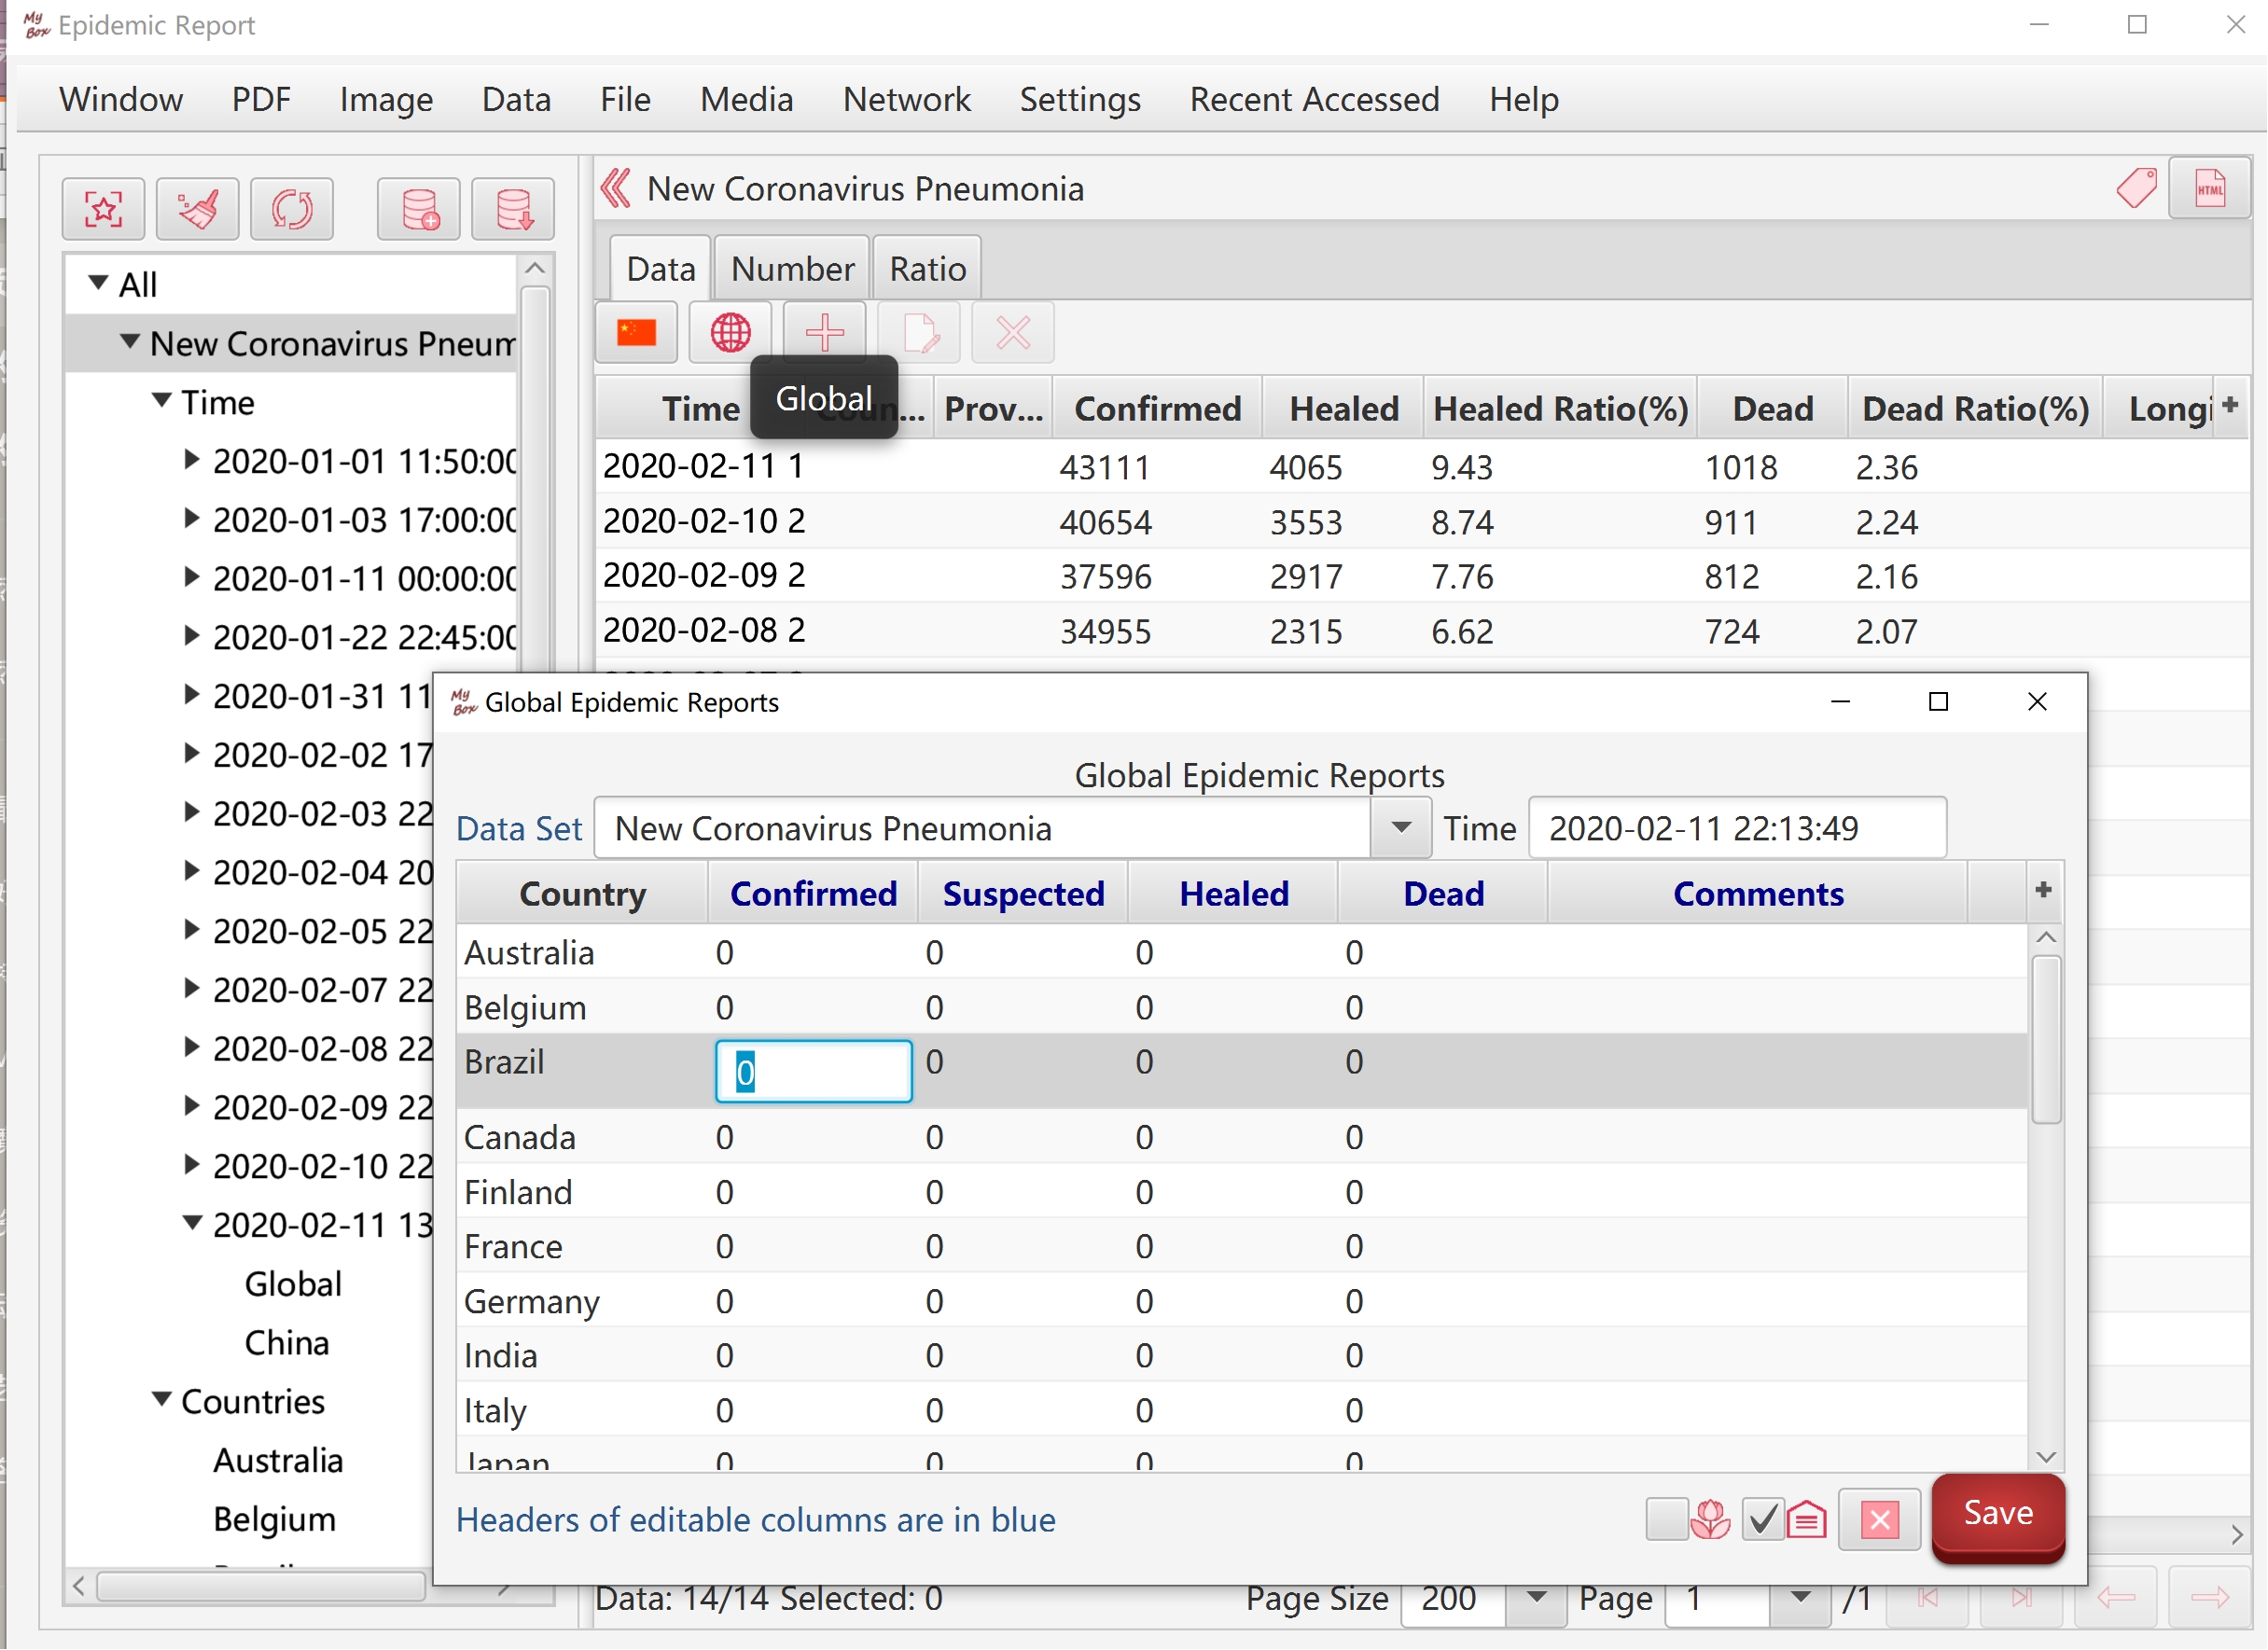 My Box Epidemic Report
Window PDF Image Data File Media Network Settings Recent Accessed Help
New Coronavirus Pneumonia
HTML
Data Number Ratio
Global
Time Prov... Confirmed Healed Healed Ratio(%) Dead Dead Ratio(%)
2020-02-11 1 43111 4065 9.43 1018 2.36
2020-02-10 2 40654 3553 8.74 911 2.24
2020-02-09 2 37596 2917 7.76 812 2.16
2020-02-08 2 34955 2315 6.62 724 2.07
All
New Coronavirus Pneum
Time
2020-01-01 11:50:00
2020-01-03 17:00:00
2020-01-11 00:00:00
2020-01-22 22:45:00
2020-01-31 11
2020-02-02 17
2020-02-03 22
2020-02-04 20
2020-02-05 22
2020-02-07 22
2020-02-08 22
2020-02-09 22
2020-02-10 22
2020-02-11 13
Global
China
Countries
Australia
Belgium
My Box Global Epidemic Reports
Global Epidemic Reports
Data Set New Coronavirus Pneumonia Time 2020-02-11 22:13:49
Country Confirmed Suspected Healed Dead Comments
Australia 0 0 0 0
Belgium 0 0 0 0
Brazil 0 0 0 0
Canada 0 0 0 0
Finland 0 0 0 0
France 0 0 0 0
Germany 0 0 0 0
India 0 0 0 0
Italy 0 0 0 0
Japan 0 0 0 0
Headers of editable columns are in blue
Save
Data: 14/14 Selected: 0 Page Size 200 Page 1 /1